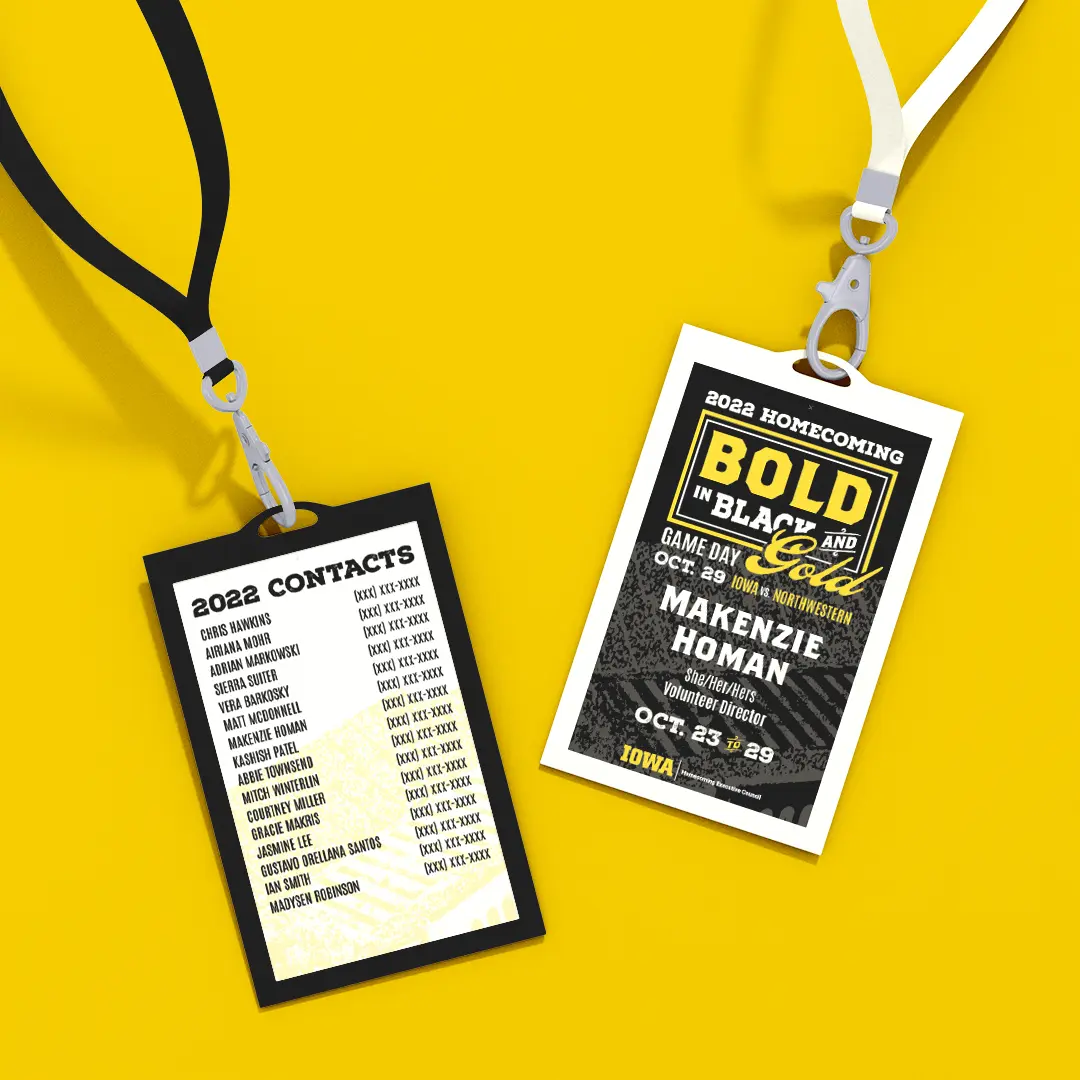 2022 CONTACTS
CHRIS HAWKINS (XXX) XXX-XXXX
AIRIANA MOHR (XXX) XXX-XXXX
ADRIAN MARKOWSKI (XXX) XXX-XXXX
SIERRA SUITER (XXX) XXX-XXXX
VERA BARKOSKY (XXX) XXX-XXXX
MATT MCDONNELL (XXX) XXX-XXXX
MAKENZIE HOMAN (XXX) XXX-XXXX
KASHISH PATEL (XXX) XXX-XXXX
ABBIE TOWNSEND (XXX) XXX-XXXX
MITCH WINTERLIN (XXX) XXX-XXXX
COURTNEY MILLER (XXX) XXX-XXXX
GRACIE MAKRIS (XXX) XXX-XXXX
JASMINE LEE (XXX) XXX-XXXX
GUSTAVO ORELLANA SANTOS (XXX) XXX-XXXX
IAN SMITH (XXX) XXX-XXXX
MADYSEN ROBINSON (XXX) XXX-XXXX
2022 HOMECOMING
BOLD
IN BLACK AND
Gold
GAME DAY
OCT. 29 IOWA VS. NORTHWESTERN
MAKENZIE
HOMAN
She/Her/Hers
Volunteer Director
OCT. 23 TO 29
IOWA Homecoming Executive Council